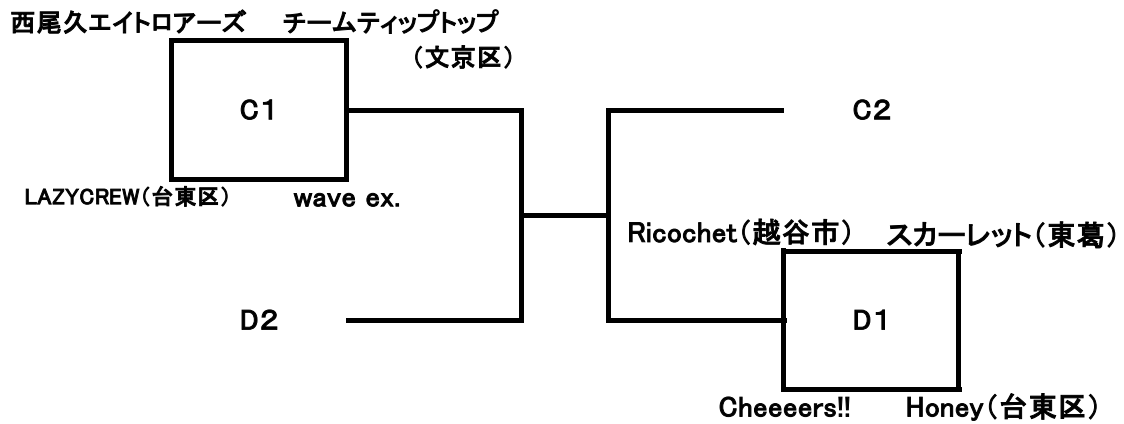 西尾久エイトロアーズ チームティップトップ
（文京区）
C1
C2
LAZYCREW（台東区） wave ex.
Ricochet（越谷市） スカーレット（東葛）
D2
D1
Cheeeers!! Honey（台東区）